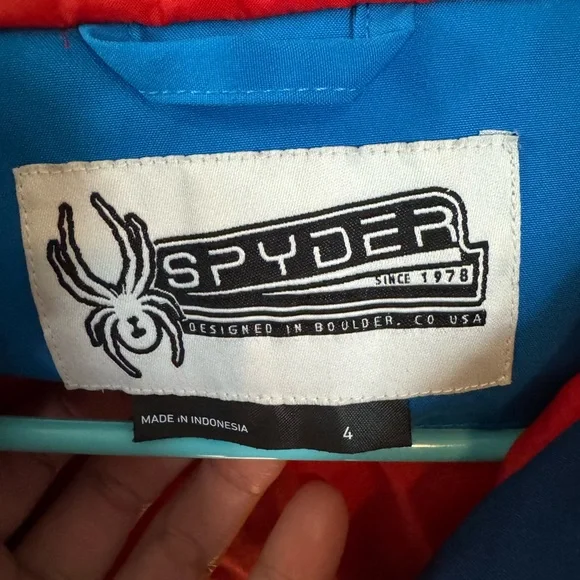 SPYDER
SINCE 1978
DESIGNED IN BOULDER, CO USA
MADE IN INDONESIA 4